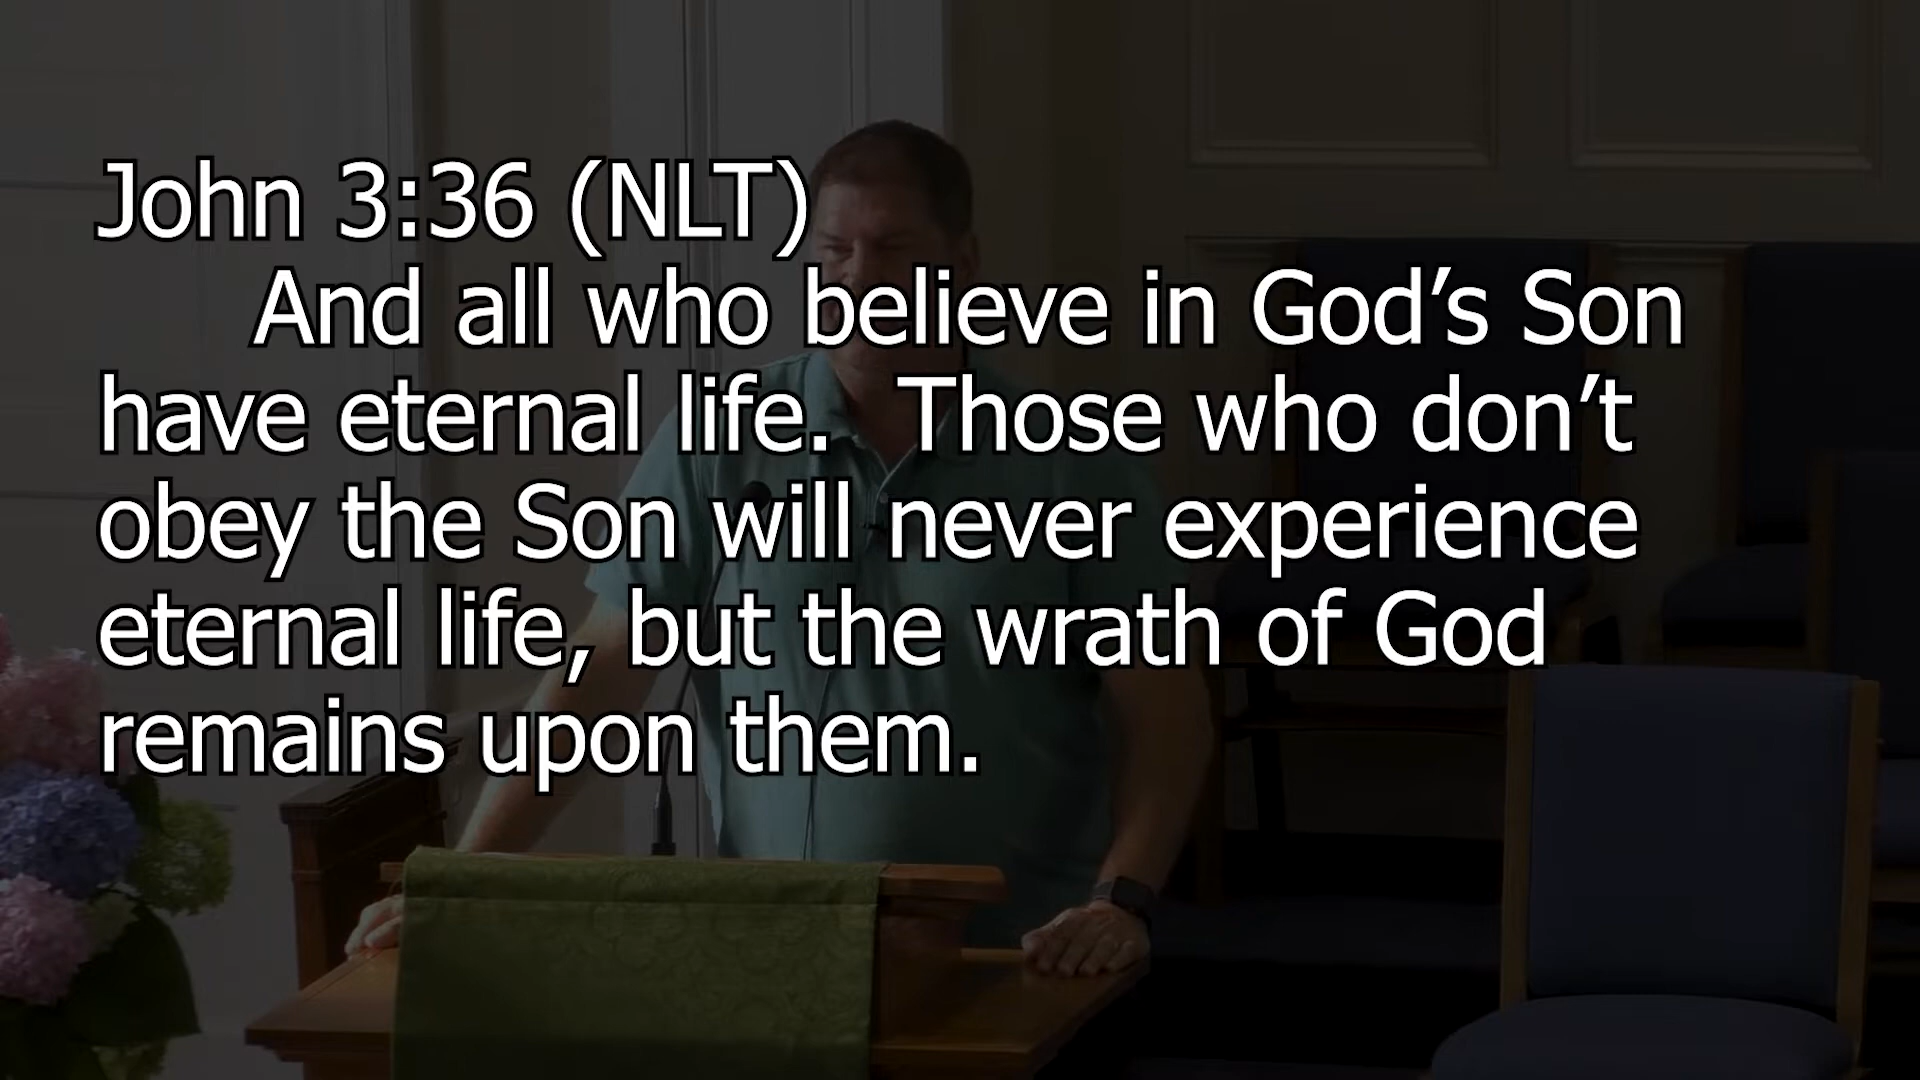 John 3:36 (NLT)
And all who believe in God’s Son
have eternal life.  Those who don’t
obey the Son will never experience
eternal life, but the wrath of God
remains upon them.